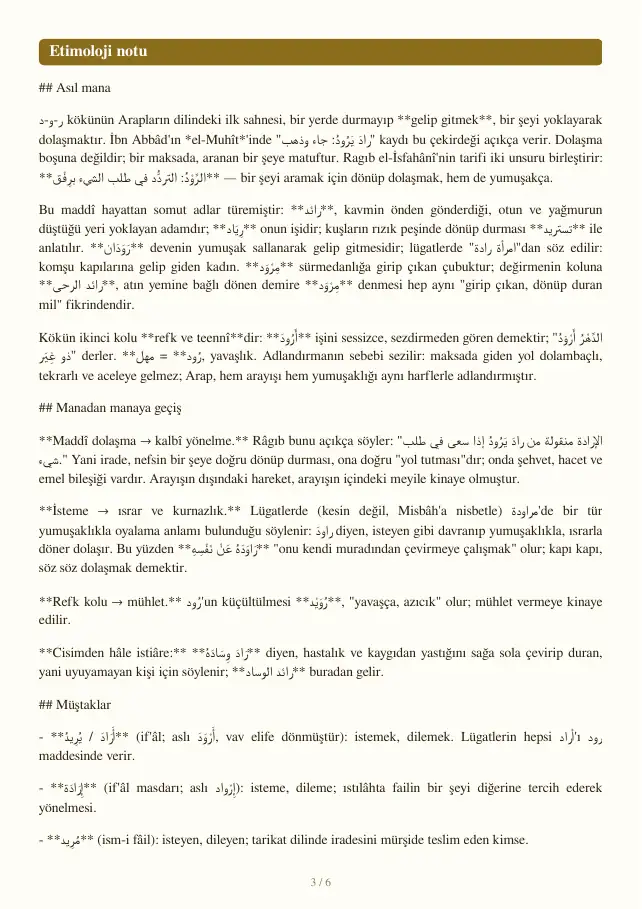 Etimoloji notu
## Asıl mana
ر-و-د kökünün Arapların dilindeki ilk sahnesi, bir yerde durmayıp **gelip gitmek**, bir şeyi yoklayarak
dolaşmaktır. İbn Abbâd'ın *el-Muhît*'inde "رَادَ يَرُودُ: جاء وذهب" kaydı bu çekirdeği açıkça verir. Dolaşma
boşuna değildir; bir maksada, aranan bir şeye matuftur. Ragıb el-İsfahânî'nin tarifi iki unsuru birleştirir:
**الرَّوْدُ: التردُّد في طلب الشيء بِرِفْق** — bir şeyi aramak için dönüp dolaşmak, hem de yumuşakça.
Bu maddî hayattan somut adlar türemiştir: **رائد**, kavmin önden gönderdiği, otun ve yağmurun
düştüğü yeri yoklayan adamdır; **رِيَاد** onun işidir; kuşların rızık peşinde dönüp durması **تستريد** ile
anlatılır. **رَوَدَان** devenin yumuşak sallanarak gelip gitmesidir; lügatlerde "امرأة رادة"dan söz edilir:
komşu kapılarına gelip giden kadın. **مِرْوَد** sürmedanlığa girip çıkan çubuktur; değirmenin koluna
**رائد الرحى**, atın yemine bağlı dönen demire **مِرْوَد** denmesi hep aynı "girip çıkan, dönüp duran
mil" fikrindendir.
Kökün ikinci kolu **refk ve teennî**dir: **أَرْوَدُ** işini sessizce, sezdirmeden gören demektir; "الدَّهْرُ أَرْوَدُ
ذو غِيَر" derler. **رُود** = مهل**, yavaşlık. Adlandırmanın sebebi sezilir: maksada giden yol dolambaçlı,
tekrarlı ve aceleye gelmez; Arap, hem arayışı hem yumuşaklığı aynı harflerle adlandırmıştır.
## Manadan manaya geçiş
**Maddî dolaşma → kalbî yönelme.** Râgıb bunu açıkça söyler: "الإرادة منقولة من رادَ يَرُودُ إذا سعى في طلب
شيء." Yani irade, nefsin bir şeye doğru dönüp durması, ona doğru "yol tutması"dır; onda şehvet, hacet ve
emel bileşiği vardır. Arayışın dışındaki hareket, arayışın içindeki meyile kinaye olmuştur.
**İsteme → ısrar ve kurnazlık.** Lügatlerde (kesin değil, Misbâh'a nisbetle) مراودة'de bir tür
yumuşaklıkla oyalama anlamı bulunduğu söylenir: راوَدَ diyen, isteyen gibi davranıp yumuşaklıkla, ısrarla
döner dolaşır. Bu yüzden **رَاوَدَهُ عَنْ نَفْسِهِ** "onu kendi muradından çevirmeye çalışmak" olur; kapı kapı,
söz söz dolaşmak demektir.
**Refk kolu → mühlet.** رُود'un küçültülmesi **رُوَيْد**, "yavaşça, azıcık" olur; mühlet vermeye kinaye
edilir.
**Cisimden hâle istiâre:** **رَادَ وِسَادُهُ** diyen, hastalık ve kaygıdan yastığını sağa sola çevirip duran,
yani uyuyamayan kişi için söylenir; **رائد الوساد** buradan gelir.
## Müştaklar
- **أَرَادَ / يُرِيدُ** (if'âl; aslı أَرْوَدَ, vav elife dönmüştür): istemek, dilemek. Lügatlerin hepsi أراد'ı رود
maddesinde verir.
- **إِرَادَة** (if'âl masdarı; aslı إِرْوِاد): isteme, dileme; ıstılâhta failin bir şeyi diğerine tercih ederek
yönelmesi.
- **مُرِيد** (ism-i fâil): isteyen, dileyen; tarikat dilinde iradesini mürşide teslim eden kimse.
3 / 6